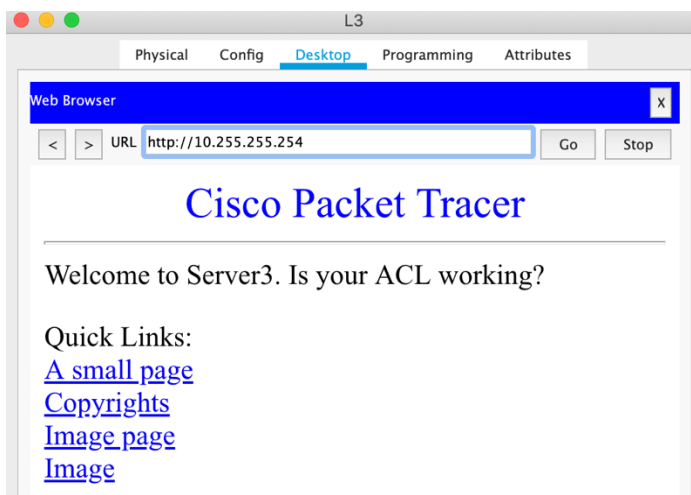 L3
Physical Config Desktop Programming Attributes
Web Browser X
< > URL http://10.255.255.254 Go Stop
Cisco Packet Tracer
Welcome to Server3. Is your ACL working?
Quick Links:
A small page
Copyrights
Image page
Image